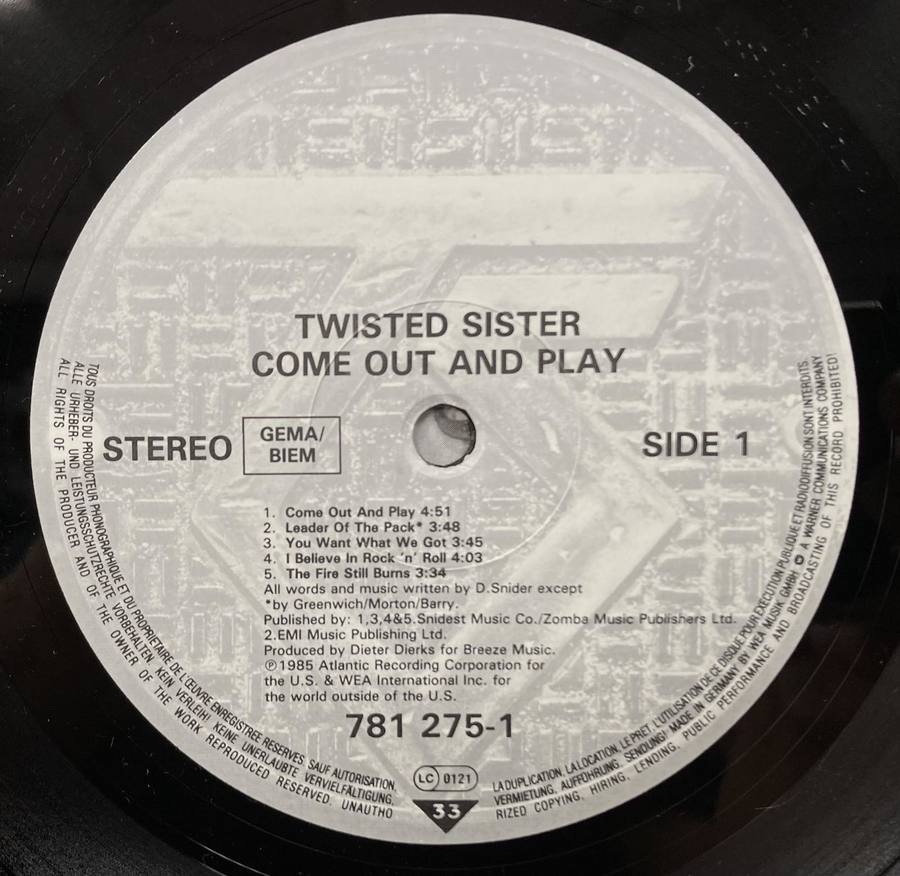 TWISTED SISTER
COME OUT AND PLAY
STEREO
GEMA/
BIEM
SIDE 1
1. Come Out And Play 4:51
2. Leader Of The Pack* 3:48
3. You Want What We Got 3:45
4. I Believe In Rock 'n' Roll 4:03
5. The Fire Still Burns 3:34
All words and music written by D.Snider except
*by Greenwich/Morton/Barry.
Published by: 1,3,4&5.Snidest Music Co./Zomba Music Publishers Ltd.
2.EMI Music Publishing Ltd.
Produced by Dieter Dierks for Breeze Music.
℗1985 Atlantic Recording Corporation for
the U.S. & WEA International Inc. for
the world outside of the U.S.
781 275-1
LC 0121
33
TOUS DROITS DU PRODUCTEUR PHONOGRAPHIQUE ET DU PROPRIETAIRE DE L'ŒUVRE ENREGISTREE RESERVES. SAUF AUTORISATION, LA DUPLICATION, LA LOCATION, LE PRET, L'UTILISATION DE CE DISQUE POUR EXECUTION PUBLIQUE ET RADIODIFFUSION SONT INTERDITS.
ALLE URHEBER- UND LEISTUNGSSCHUTZRECHTE VORBEHALTEN. KEIN VERLEIH! KEINE UNERLAUBTE VERVIELFÄLTIGUNG, VERMIETUNG, AUFFÜHRUNG, SENDUNG! MADE IN GERMANY BY WEA MUSIK GMBH. A WARNER COMMUNICATIONS COMPANY
ALL RIGHTS OF THE PRODUCER AND OF THE OWNER OF THE WORK REPRODUCED RESERVED. UNAUTHORIZED COPYING, HIRING, LENDING, PUBLIC PERFORMANCE AND BROADCASTING OF THIS RECORD PROHIBITED!